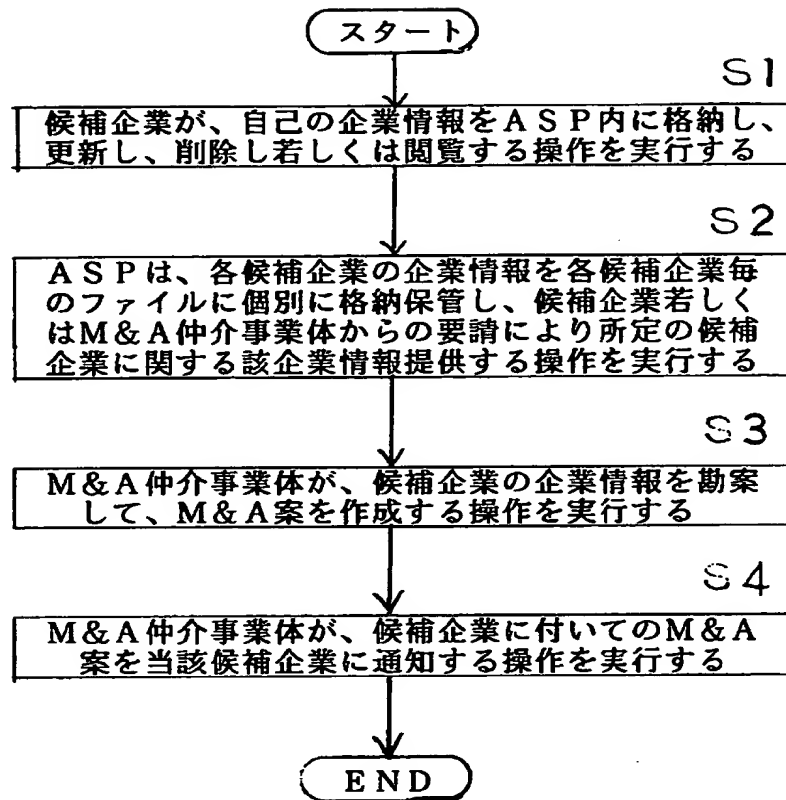 スタート
S1
候補企業が、自己の企業情報をASP内に格納し、
更新し、削除し若しくは閲覧する操作を実行する
S2
ASPは、各候補企業の企業情報を各候補企業毎
のファイルに個別に格納保管し、候補企業若しく
はM&A仲介事業体からの要請により所定の候補
企業に関する該企業情報提供する操作を実行する
S3
M&A仲介事業体が、候補企業の企業情報を勘案
して、M&A案を作成する操作を実行する
S4
M&A仲介事業体が、候補企業に付いてのM&A
案を当該候補企業に通知する操作を実行する
END